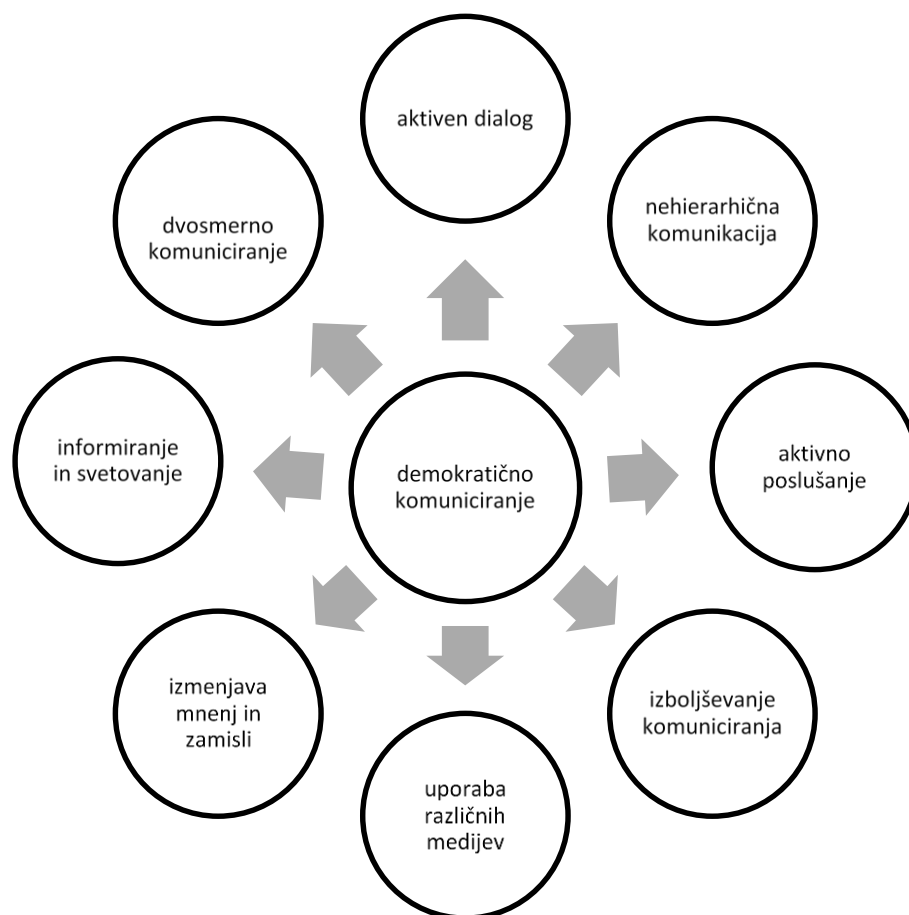 aktiven dialog
nehierarhična
komunikacija
dvosmerno
komuniciranje
informiranje
in svetovanje
demokratično
komuniciranje
aktivno
poslušanje
izmenjava
mnenj in
zamisli
izboljševanje
komuniciranja
uporaba
različnih
medijev